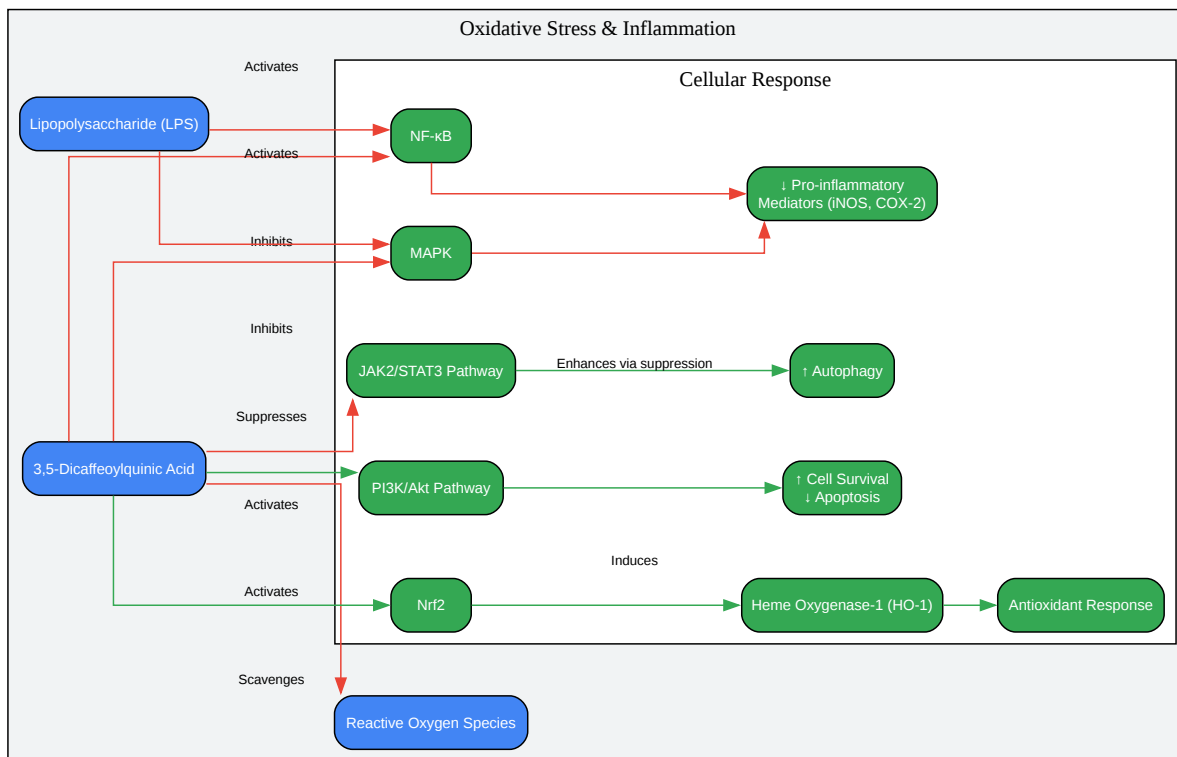 Oxidative Stress & Inflammation
Activates
Cellular Response
Lipopolysaccharide (LPS)
NF-κB
Activates
↓ Pro-inflammatory
Mediators (iNOS, COX-2)
Inhibits
MAPK
Inhibits
JAK2/STAT3 Pathway
Enhances via suppression
↑ Autophagy
Suppresses
3,5-Dicaffeoylquinic Acid
PI3K/Akt Pathway
↑ Cell Survival
↓ Apoptosis
Activates
Induces
Activates
Nrf2
Heme Oxygenase-1 (HO-1)
Antioxidant Response
Scavenges
Reactive Oxygen Species